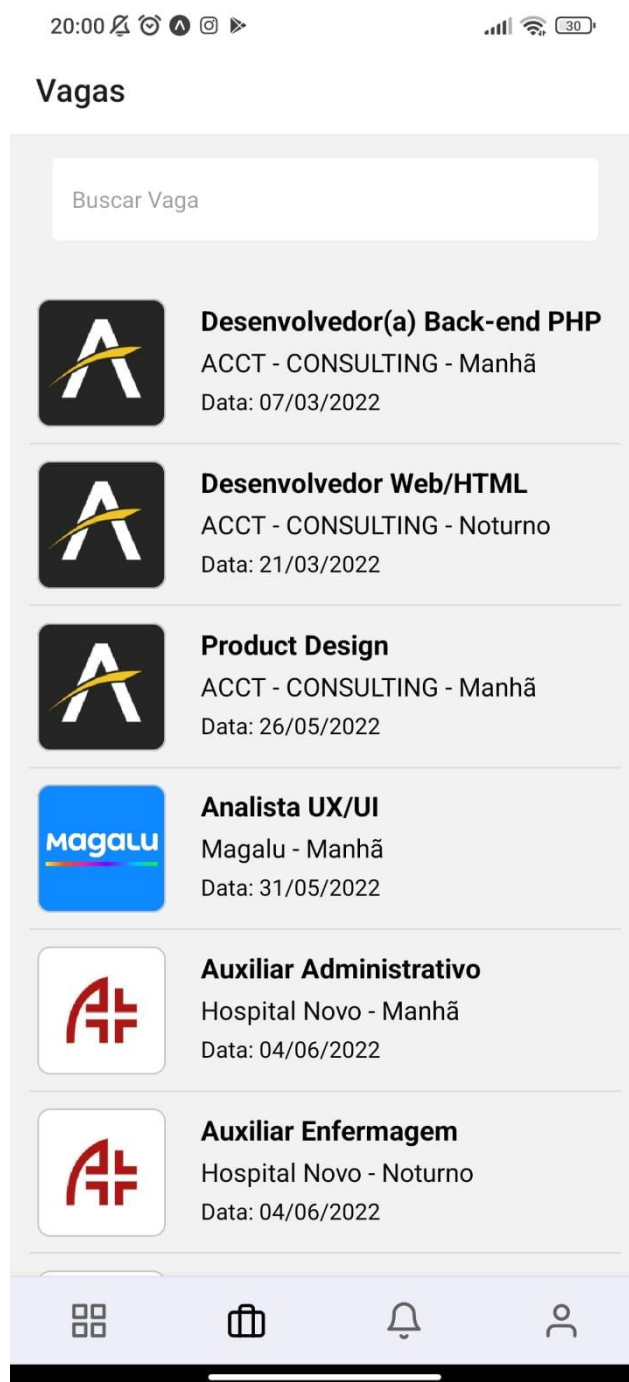 20:00
30
Vagas
Buscar Vaga
Desenvolvedor(a) Back-end PHP
ACCT - CONSULTING - Manhã
Data: 07/03/2022
Desenvolvedor Web/HTML
ACCT - CONSULTING - Noturno
Data: 21/03/2022
Product Design
ACCT - CONSULTING - Manhã
Data: 26/05/2022
Magalu
Analista UX/UI
Magalu - Manhã
Data: 31/05/2022
Auxiliar Administrativo
Hospital Novo - Manhã
Data: 04/06/2022
Auxiliar Enfermagem
Hospital Novo - Noturno
Data: 04/06/2022